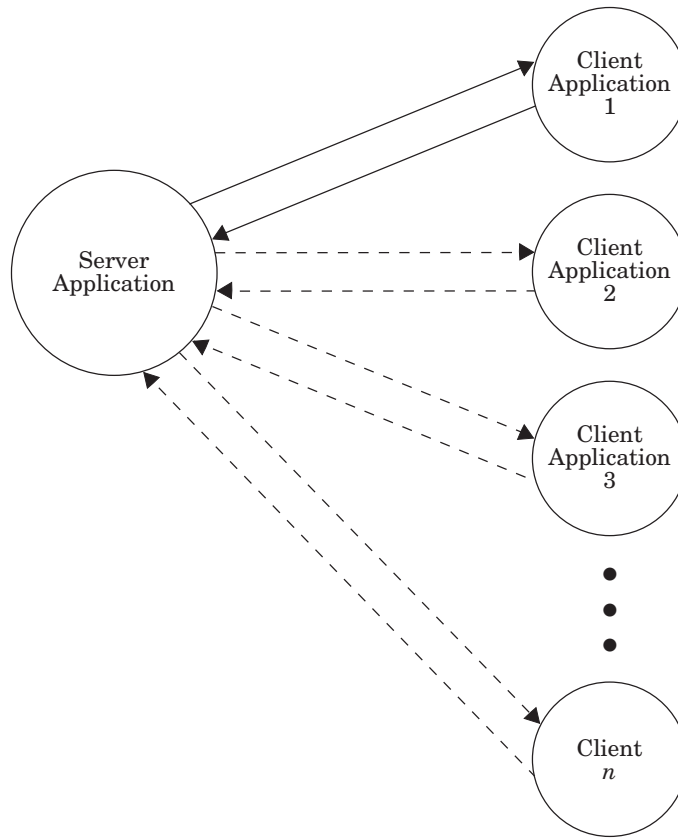 Client
Application
1
Server
Application
Client
Application
2
Client
Application
3
Client
n